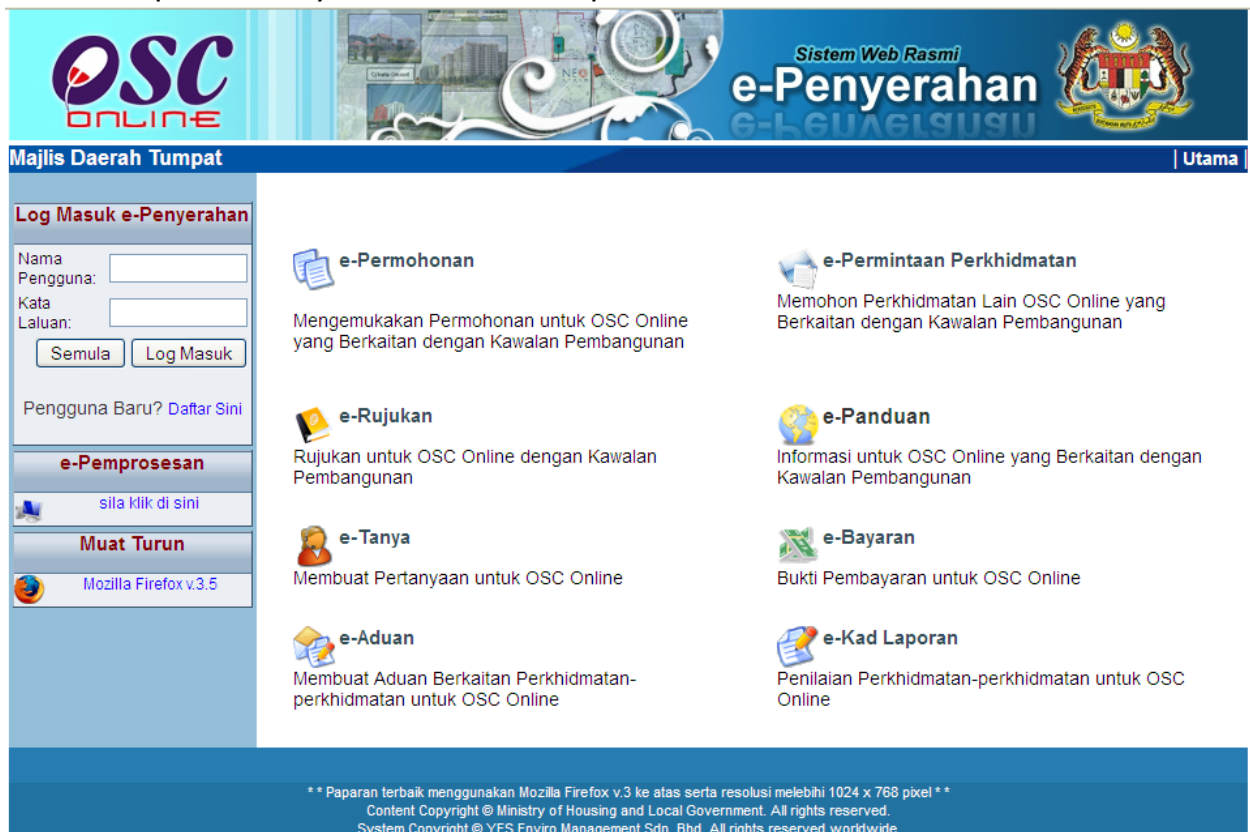 OSC
ONLINE
Sistem Web Rasmi
e-Penyerahan
Majlis Daerah Tumpat
| Utama |
Log Masuk e-Penyerahan
Nama
Pengguna:
Kata
Laluan:
Semula
Log Masuk
Pengguna Baru? Daftar Sini
e-Pemprosesan
sila klik di sini
Muat Turun
Mozilla Firefox v.3.5
e-Permohonan
Mengemukakan Permohonan untuk OSC Online
yang Berkaitan dengan Kawalan Pembangunan
e-Permintaan Perkhidmatan
Memohon Perkhidmatan Lain OSC Online yang
Berkaitan dengan Kawalan Pembangunan
e-Rujukan
Rujukan untuk OSC Online dengan Kawalan
Pembangunan
e-Panduan
Informasi untuk OSC Online yang Berkaitan dengan
Kawalan Pembangunan
e-Tanya
Membuat Pertanyaan untuk OSC Online
e-Bayaran
Bukti Pembayaran untuk OSC Online
e-Aduan
Membuat Aduan Berkaitan Perkhidmatan-
perkhidmatan untuk OSC Online
e-Kad Laporan
Penilaian Perkhidmatan-perkhidmatan untuk OSC
Online
* * Paparan terbaik menggunakan Mozilla Firefox v.3 ke atas serta resolusi melebihi 1024 x 768 pixel * *
Content Copyright © Ministry of Housing and Local Government. All rights reserved.
System Copyright © YES Enviro Management Sdn. Bhd. All rights reserved worldwide.